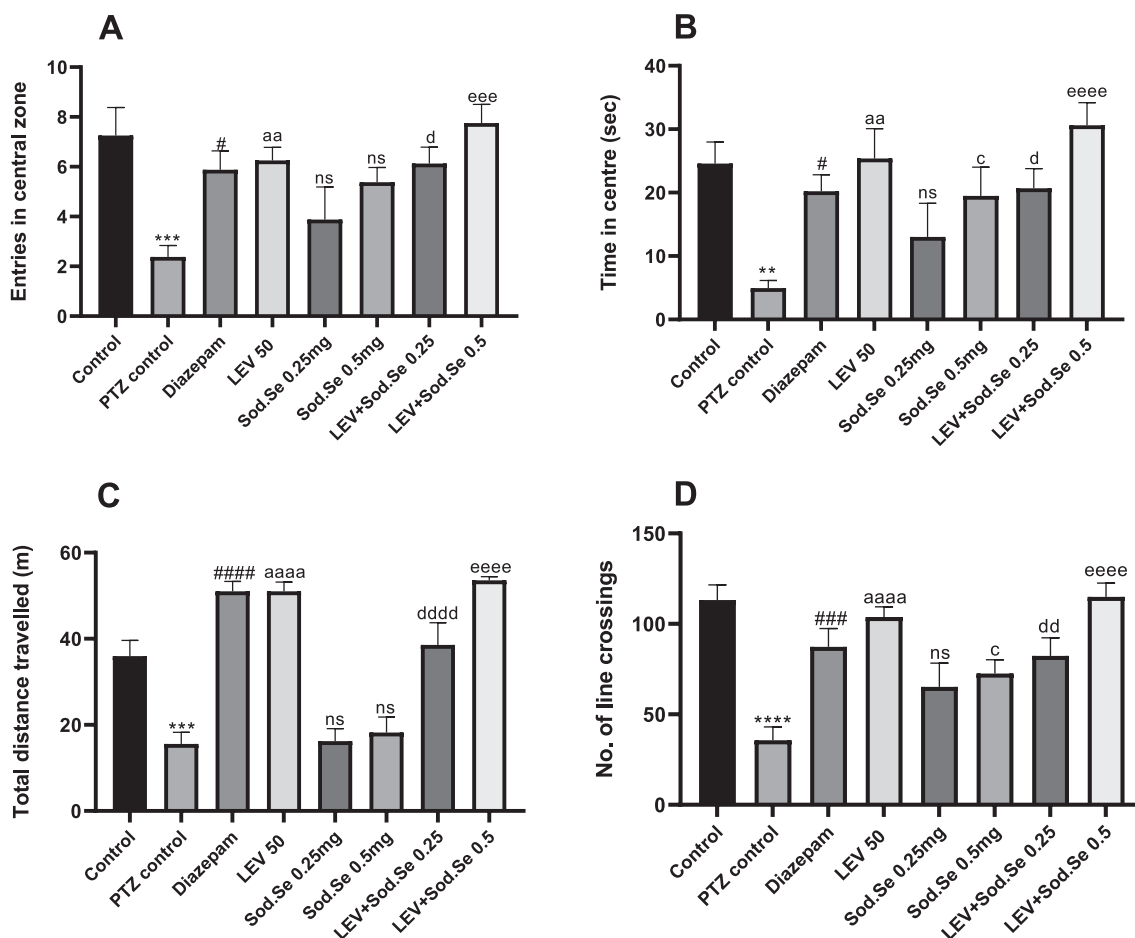 A
Entries in central zone
10
8
6
4
2
0
***
#
aa
ns
ns
d
eee
Control
PTZ control
Diazepam
LEV 50
Sod.Se 0.25mg
Sod.Se 0.5mg
LEV+Sod.Se 0.25
LEV+Sod.Se 0.5
B
Time in centre (sec)
40
30
20
10
0
**
#
aa
ns
c
d
eeee
Control
PTZ control
Diazepam
LEV 50
Sod.Se 0.25mg
Sod.Se 0.5mg
LEV+Sod.Se 0.25
LEV+Sod.Se 0.5
C
Total distance travelled (m)
60
40
20
0
***
####
aaaa
ns
ns
dddd
eeee
Control
PTZ control
Diazepam
LEV 50
Sod.Se 0.25mg
Sod.Se 0.5mg
LEV+Sod.Se 0.25
LEV+Sod.Se 0.5
D
No. of line crossings
150
100
50
0
****
###
aaaa
ns
c
dd
eeee
Control
PTZ control
Diazepam
LEV 50
Sod.Se 0.25mg
Sod.Se 0.5mg
LEV+Sod.Se 0.25
LEV+Sod.Se 0.5